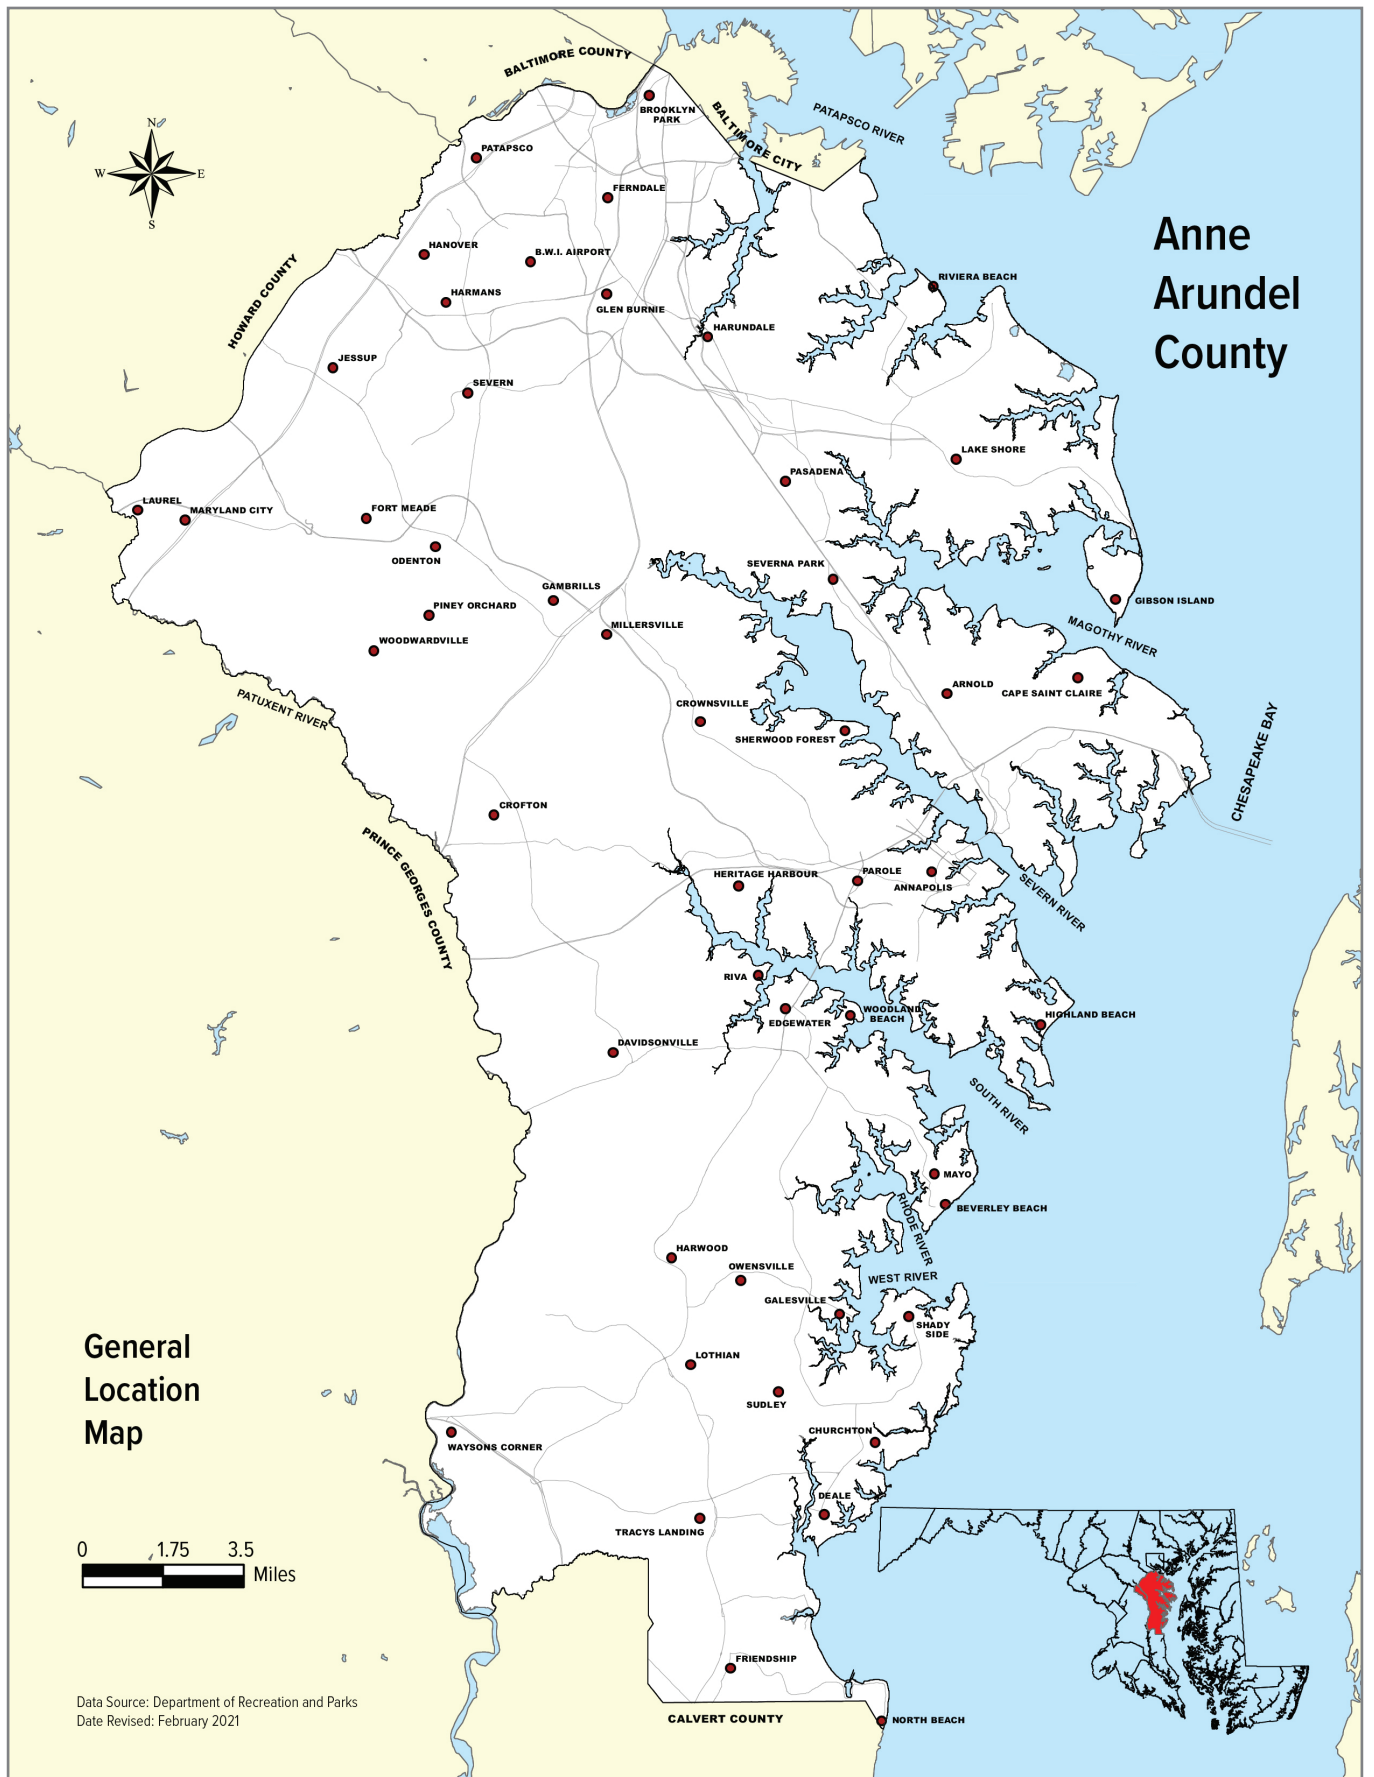 BALTIMORE COUNTY
BROOKLYN
PARK
BALTIMORE CITY
PATAPSCO RIVER
N
W
E
S
PATAPSCO
FERNDALE
Anne
Arundel
County
HANOVER
B.W.I. AIRPORT
HOWARD COUNTY
RIVIERA BEACH
HARMANS
GLEN BURNIE
HARUNDALE
JESSUP
SEVERN
LAKE SHORE
PASADENA
LAUREL
MARYLAND CITY
FORT MEADE
ODENTON
SEVERNA PARK
GAMBRILLS
GIBSON ISLAND
PINEY ORCHARD
MILLERSVILLE
MAGOTHY RIVER
WOODWARDVILLE
ARNOLD
CAPE SAINT CLAIRE
PATUXENT RIVER
CROWNSVILLE
SHERWOOD FOREST
CHESAPEAKE BAY
CROFTON
PRINCE GEORGES COUNTY
HERITAGE HARBOUR
PAROLE
ANNAPOLIS
SEVERN RIVER
RIVA
EDGEWATER
WOODLAND
BEACH
HIGHLAND BEACH
DAVIDSONVILLE
SOUTH RIVER
MAYO
BEVERLEY BEACH
RHODE RIVER
HARWOOD
OWENSVILLE
WEST RIVER
GALESVILLE
SHADY
SIDE
General
Location
Map
LOTHIAN
SUDLEY
CHURCHTON
WAYSONS CORNER
DEALE
TRACYS LANDING
0 1.75 3.5
Miles
FRIENDSHIP
Data Source: Department of Recreation and Parks
Date Revised: February 2021
CALVERT COUNTY
NORTH BEACH